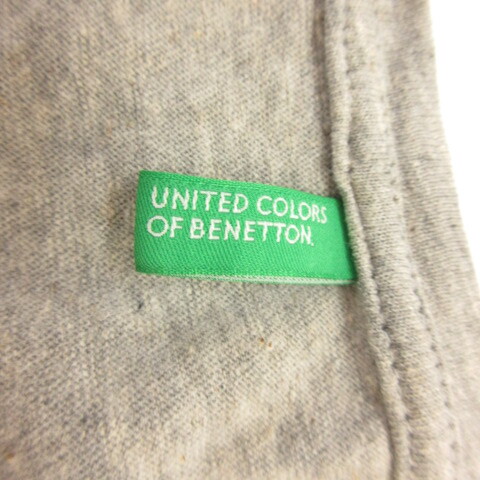 UNITED COLORS
OF BENETTON.